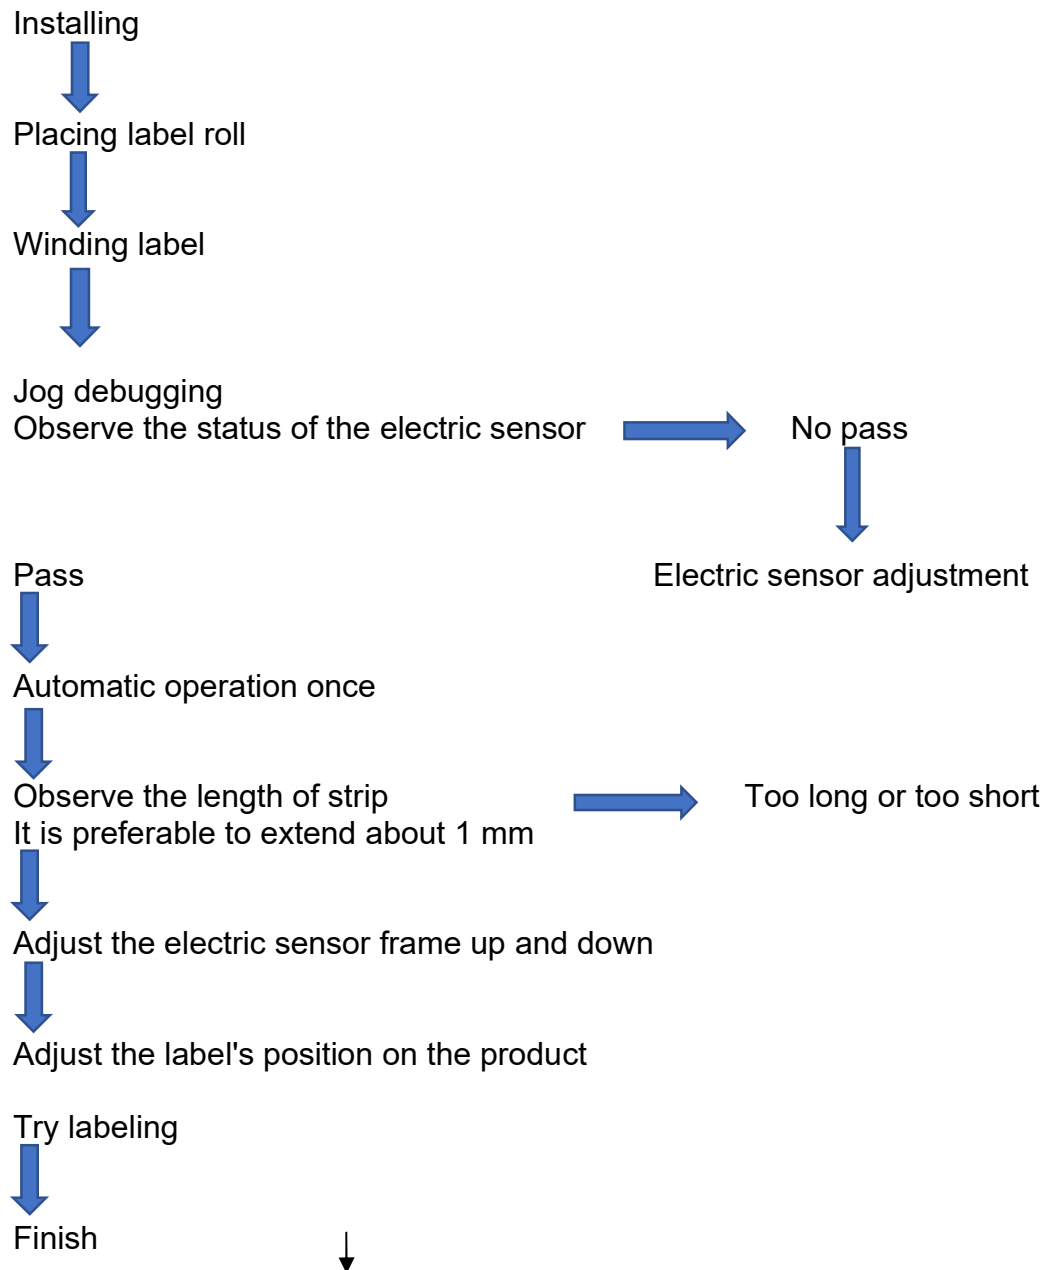 Installing
Placing label roll
Winding label
Jog debugging
Observe the status of the electric sensor
No pass
Pass
Electric sensor adjustment
Automatic operation once
Observe the length of strip
Too long or too short
It is preferable to extend about 1 mm
Adjust the electric sensor frame up and down
Adjust the label's position on the product
Try labeling
Finish